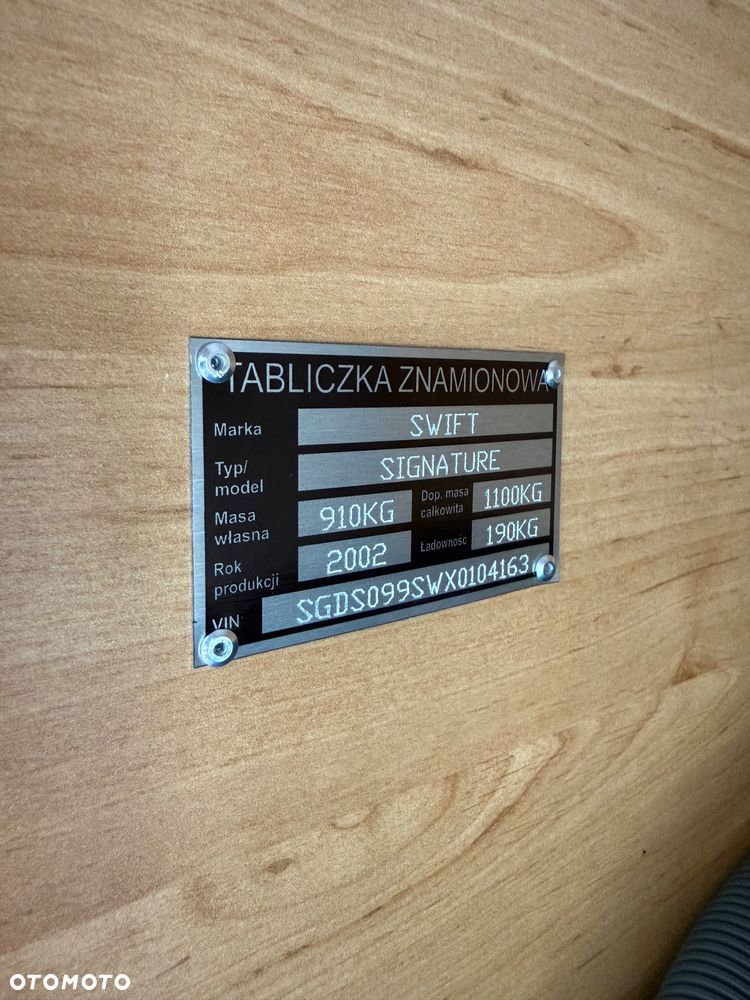 TABLICZKA ZNAMIONOWA
Marka SWIFT
Typ/ model SIGNATURE
Masa własna 910KG Dop. masa całkowita 1100KG
Rok produkcji 2002 Ładowność 190KG
VIN SGDS099SWX0104163
OTOMOTO